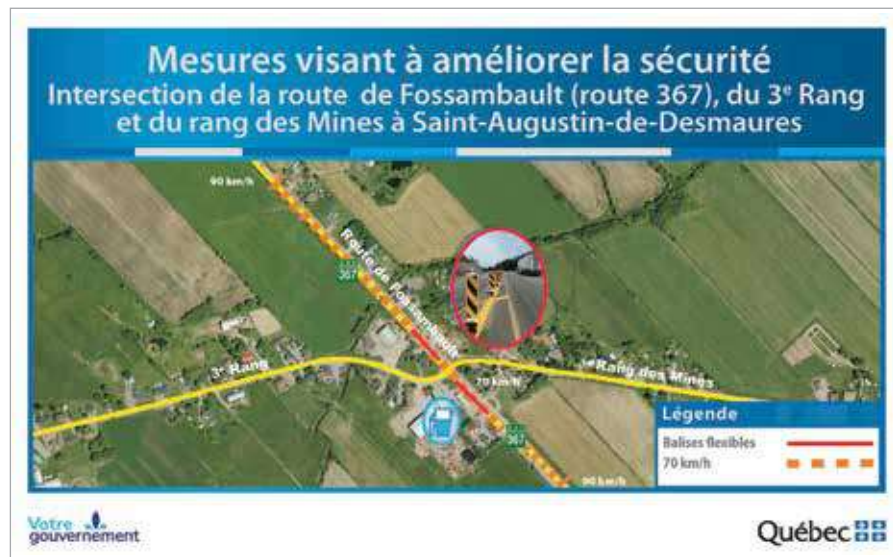 Mesures visant à améliorer la sécurité
Intersection de la route de Fossambault (route 367), du 3e Rang
et du rang des Mines à Saint-Augustin-de-Desmaures
90 km/h
Route de Fossambault
367
3e Rang
70 km/h
Rang des Mines
367
90 km/h
Légende
Balises flexibles
70 km/h
Votre
gouvernement
Québec